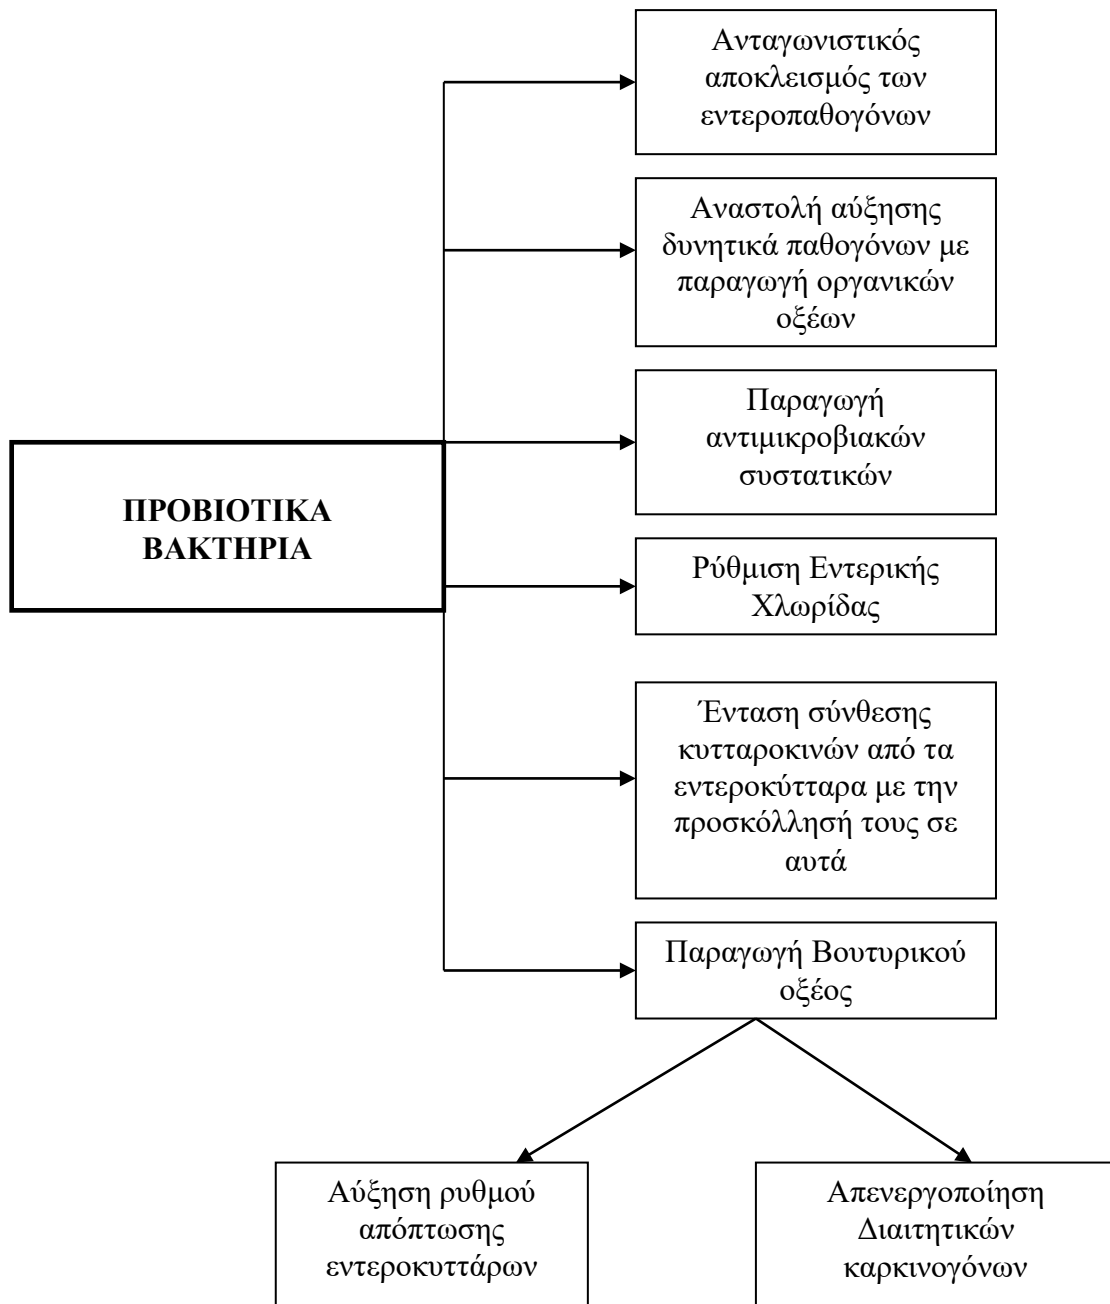 Ανταγωνιστικός
αποκλεισμός των
εντεροπαθογόνων
Αναστολή αύξησης
δυνητικά παθογόνων με
παραγωγή οργανικών
οξέων
Παραγωγή
αντιμικροβιακών
συστατικών
ΠΡΟΒΙΟΤΙΚΑ
ΒΑΚΤΗΡΙΑ
Ρύθμιση Εντερικής
Χλωρίδας
Ένταση σύνθεσης
κυτταροκινών από τα
εντεροκύτταρα με την
προσκόλλησή τους σε
αυτά
Παραγωγή Βουτυρικού
οξέος
Αύξηση ρυθμού
απόπτωσης
εντεροκυττάρων
Απενεργοποίηση
Διαιτητικών
καρκινογόνων